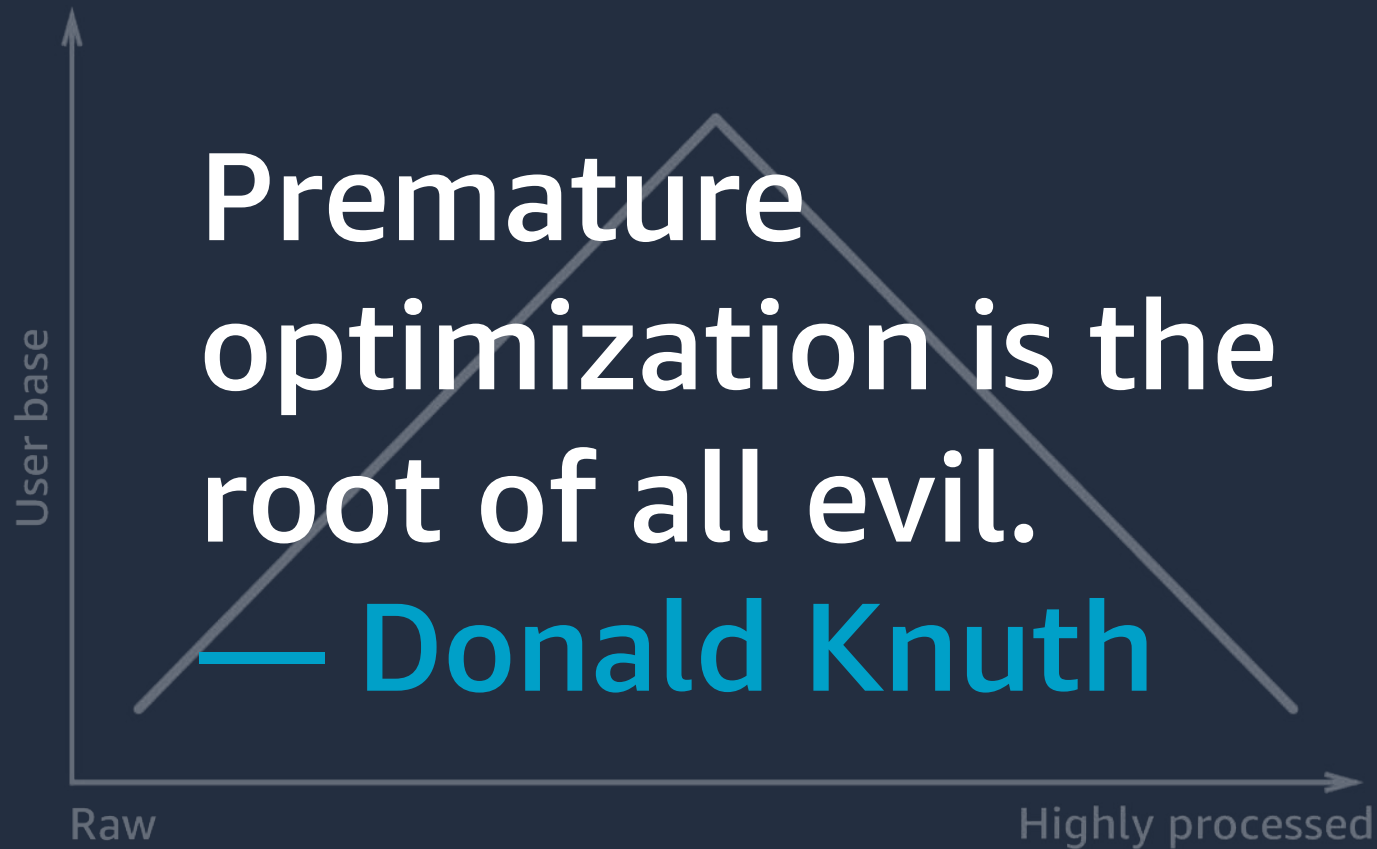 Premature
optimization is the
root of all evil.
— Donald Knuth
User base
Raw
Highly processed